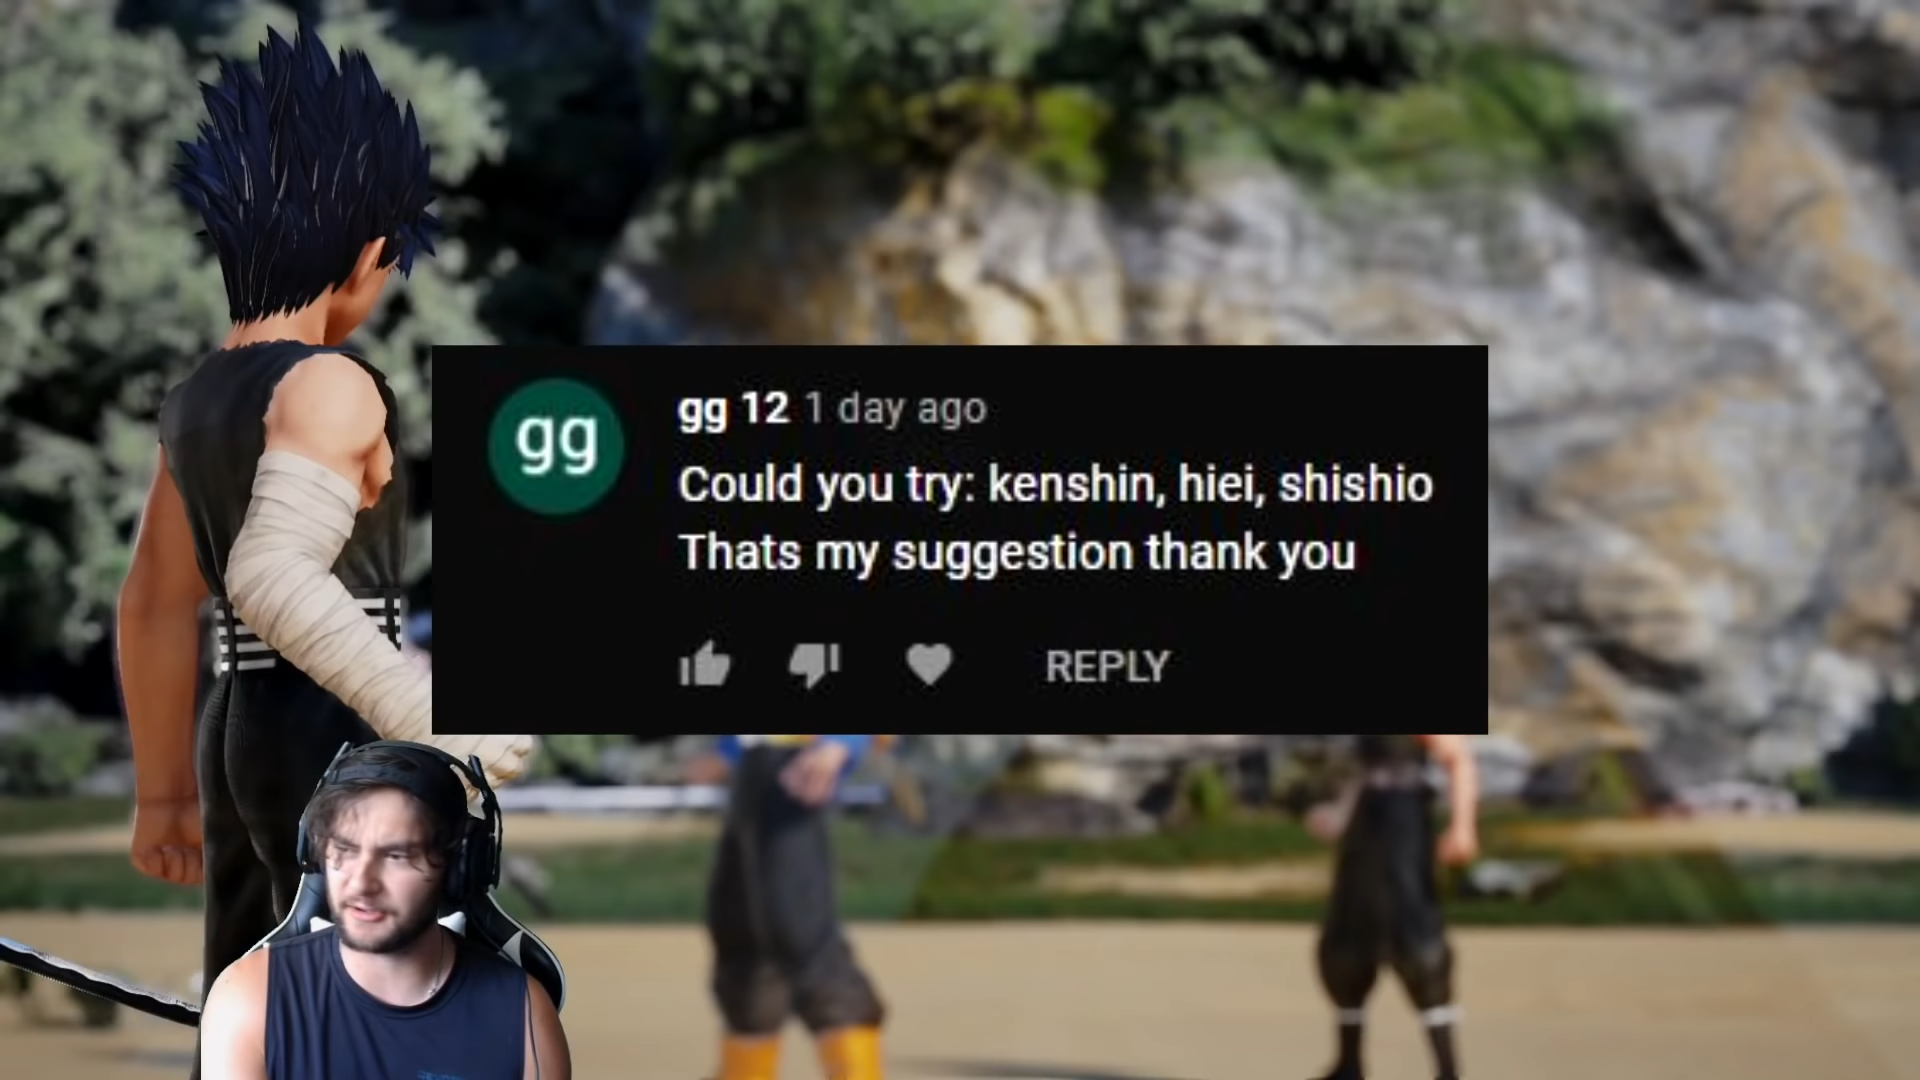 gg
gg 12 1 day ago
Could you try: kenshin, hiei, shishio
Thats my suggestion thank you
REPLY